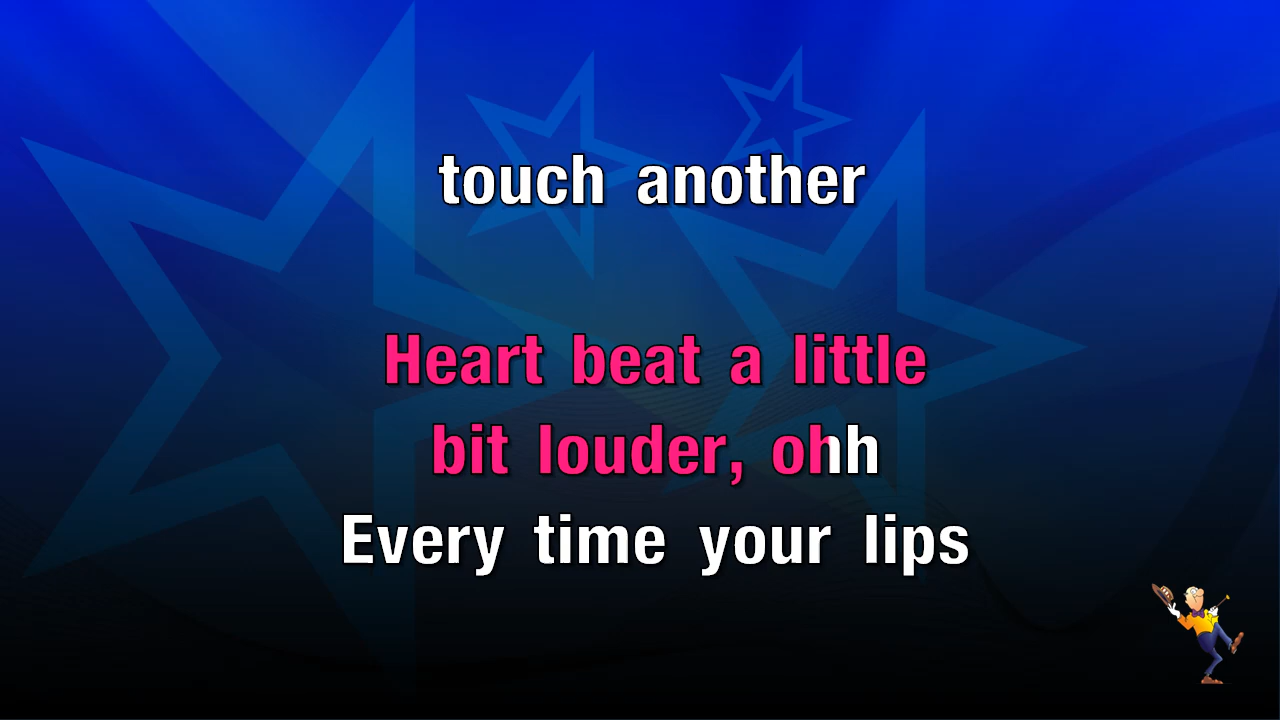 touch another
Heart beat a little
bit louder, ohh
Every time your lips